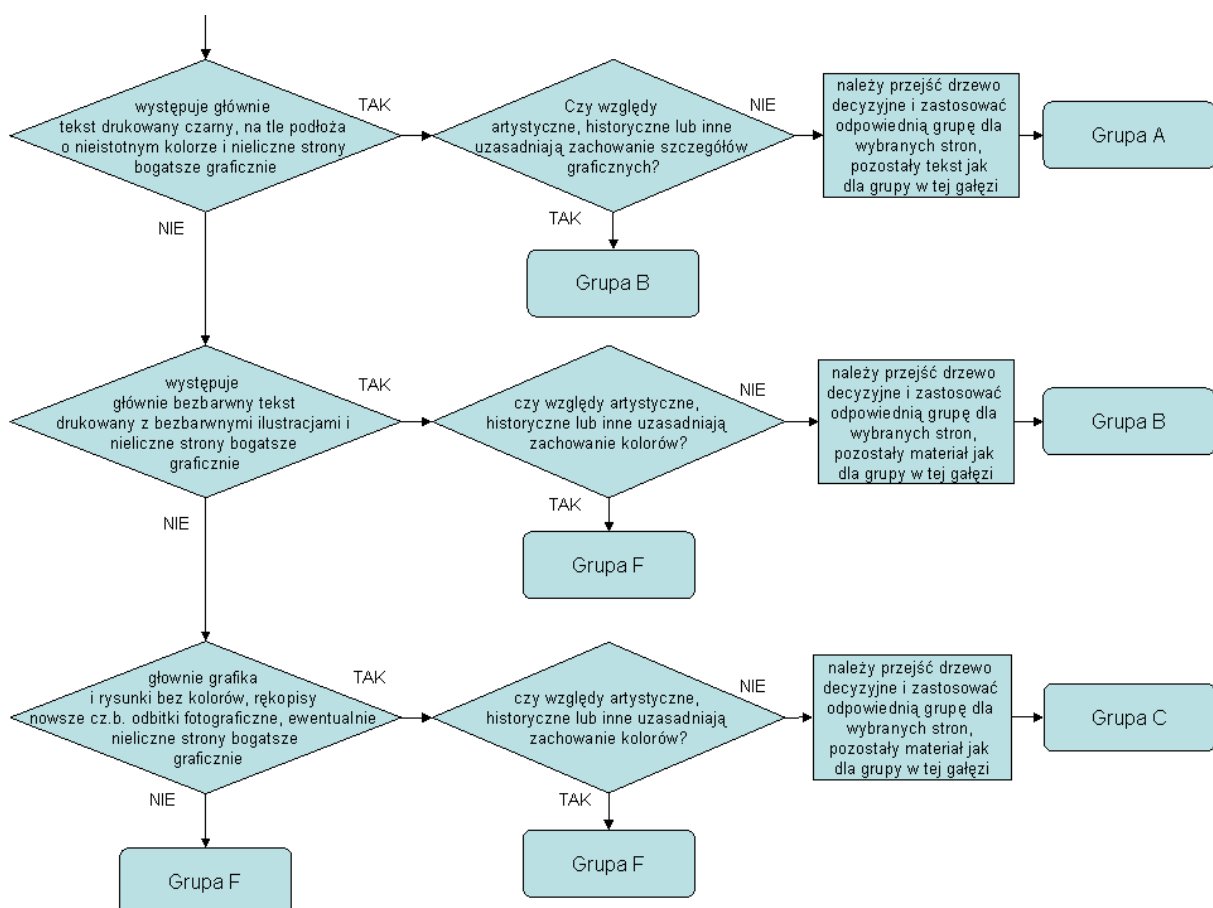 występuje głównie
tekst drukowany czarny, na tle podłoża
o nieistotnym kolorze i nieliczne strony
bogatsze graficznie
TAK
Czy względy
artystyczne, historyczne lub inne
uzasadniają zachowanie szczegółów
graficznych?
NIE
należy przejść drzewo
decyzyjne i zastosować
odpowiednią grupę dla
wybranych stron,
pozostały tekst jak
dla grupy w tej gałęzi
Grupa A
NIE
TAK
Grupa B
występuje
głównie bezbarwny tekst
drukowany z bezbarwnymi ilustracjami i
nieliczne strony bogatsze
graficznie
TAK
czy względy artystyczne,
historyczne lub inne uzasadniają
zachowanie kolorów?
NIE
należy przejść drzewo
decyzyjne i zastosować
odpowiednią grupę dla
wybranych stron,
pozostały materiał jak
dla grupy w tej gałęzi
Grupa B
NIE
TAK
Grupa F
głownie grafika
i rysunki bez kolorów, rękopisy
nowsze cz.b. odbitki fotograficzne, ewentualnie
nieliczne strony bogatsze
graficznie
TAK
czy względy artystyczne,
historyczne lub inne uzasadniają
zachowanie kolorów?
NIE
należy przejść drzewo
decyzyjne i zastosować
odpowiednią grupę dla
wybranych stron,
pozostały materiał jak
dla grupy w tej gałęzi
Grupa C
NIE
TAK
Grupa F
Grupa F